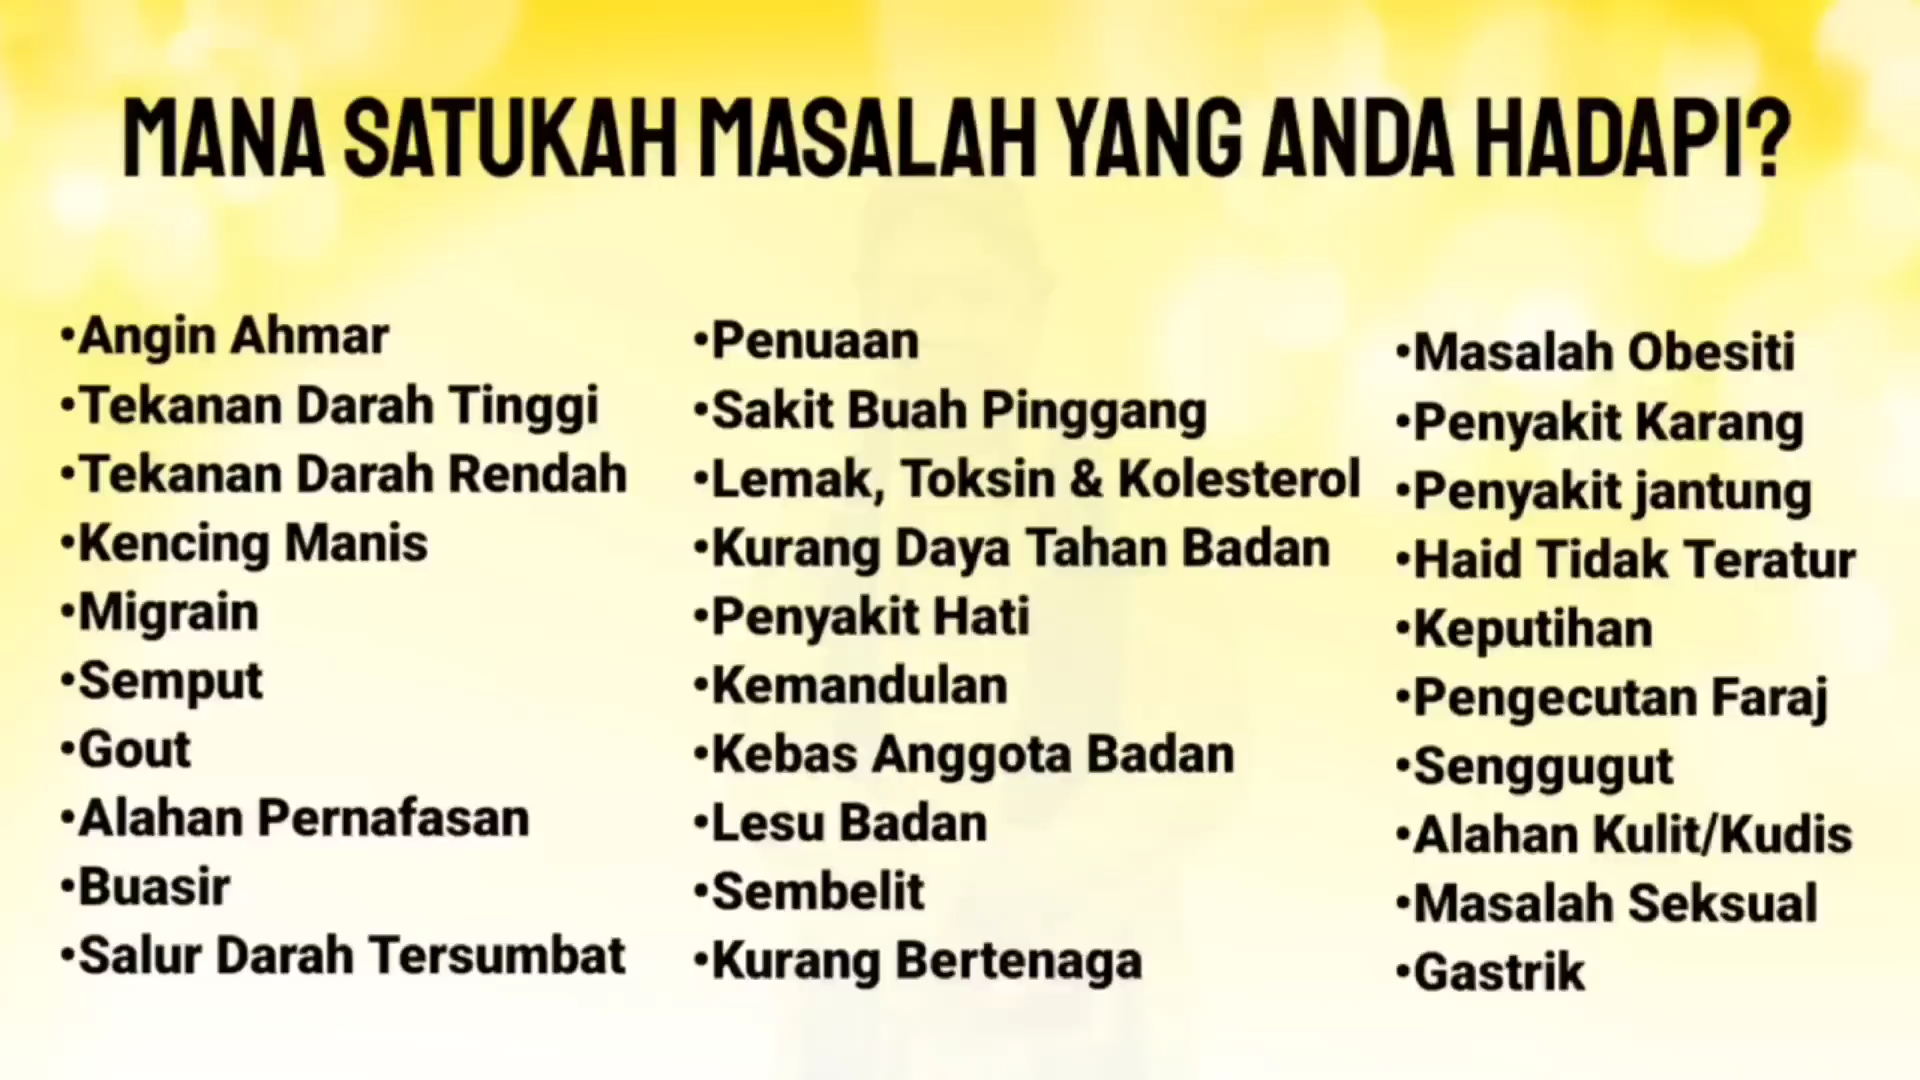 MANA SATUKAH MASALAH YANG ANDA HADAPI?
•Angin Ahmar
•Tekanan Darah Tinggi
•Tekanan Darah Rendah
•Kencing Manis
•Migrain
•Semput
•Gout
•Alahan Pernafasan
•Buasir
•Salur Darah Tersumbat
•Penuaan
•Sakit Buah Pinggang
•Lemak, Toksin & Kolesterol
•Kurang Daya Tahan Badan
•Penyakit Hati
•Kemandulan
•Kebas Anggota Badan
•Lesu Badan
•Sembelit
•Kurang Bertenaga
•Masalah Obesiti
•Penyakit Karang
•Penyakit jantung
•Haid Tidak Teratur
•Keputihan
•Pengecutan Faraj
•Senggugut
•Alahan Kulit/Kudis
•Masalah Seksual
•Gastrik